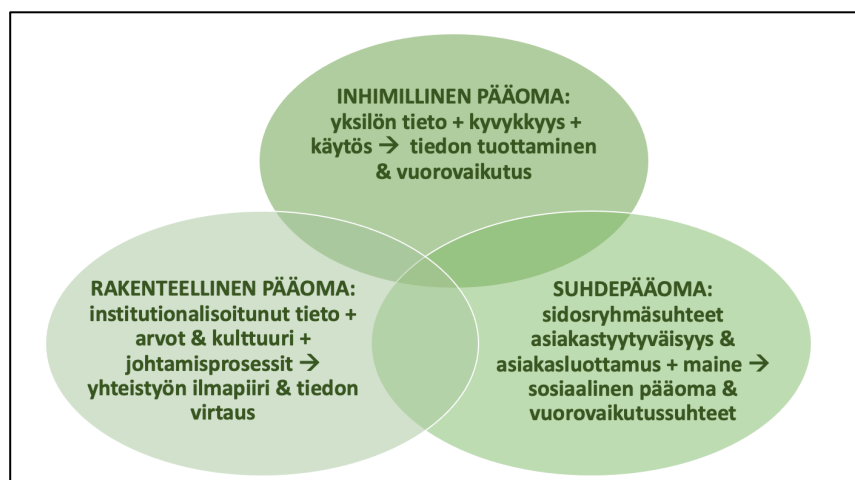 INHIMILLINEN PÄÄOMA:
yksilön tieto + kyvykkyys +
käytös → tiedon tuottaminen
& vuorovaikutus
RAKENTEELLINEN PÄÄOMA:
institutionalisoitunut tieto +
arvot & kulttuuri +
johtamisprosessit →
yhteistyön ilmapiiri & tiedon
virtaus
SUHDEPÄÄOMA:
sidosryhmäsuhteet
asiakastyytyväisyys &
asiakasluottamus + maine →
sosiaalinen pääoma &
vuorovaikutussuhteet